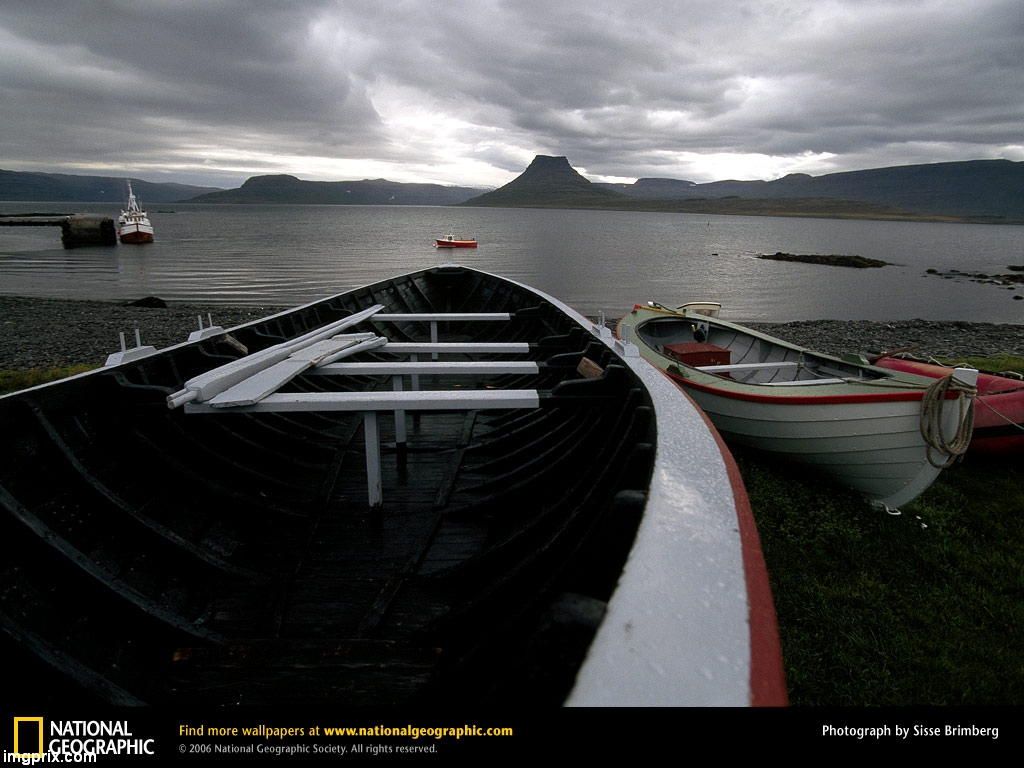 NATIONAL
GEOGRAPHIC
Find more wallpapers at www.nationalgeographic.com
© 2006 National Geographic Society. All rights reserved.
Photograph by Sisse Brimberg
imgprix.com